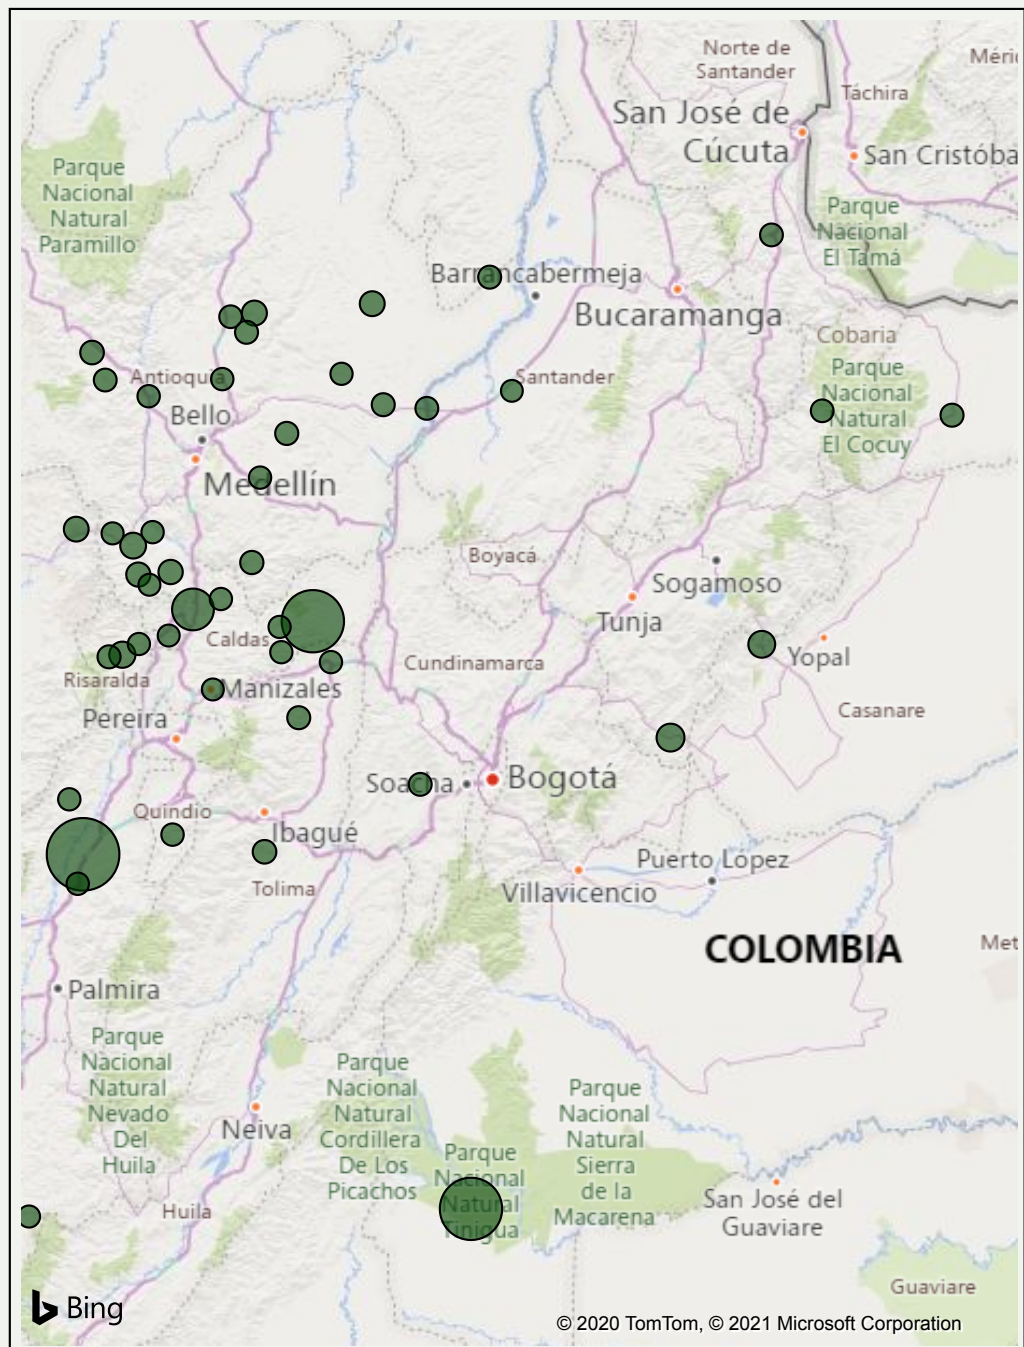 Norte de
Santander
Méric
Táchira
San José de
Cúcuta
San Cristóba
Parque
Nacional
Natural
Paramillo
Parque
Nacional
El Tamá
Barrancabermeja
Bucaramanga
Cobaria
Antioquia
Santander
Parque
Nacional
Natural
El Cocuy
Bello
Medellín
Boyacá
Sogamoso
Tunja
Caldas
Yopal
Cundinamarca
Risaralda
Manizales
Pereira
Casanare
Soacha
Bogotá
Quindio
Ibagué
Puerto López
Tolima
Villavicencio
COLOMBIA
Met
Palmira
Parque
Nacional
Natural
Nevado
Del
Huila
Parque
Nacional
Natural
Cordillera
De Los
Picachos
Parque
Nacional
Natural
Sierra
de la
Macarena
Neiva
Parque
Nacional
Natural
Tinigua
Huila
San José del
Guaviare
Guaviare
Bing
© 2020 TomTom, © 2021 Microsoft Corporation